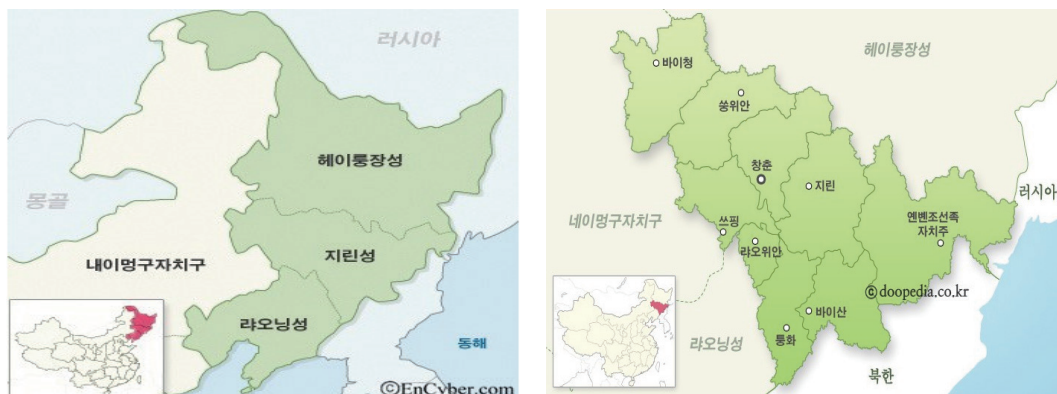 러시아
헤이룽장성
몽골
지린성
내이멍구자치구
랴오닝성
동해
©EnCyber.com
헤이룽장성
바이청
쑹위안
창춘
지린
러시아
네이멍구자치구
쓰핑
옌볜조선족
자치주
랴오위안
©doopedia.co.kr
바이산
랴오닝성
퉁화
북한